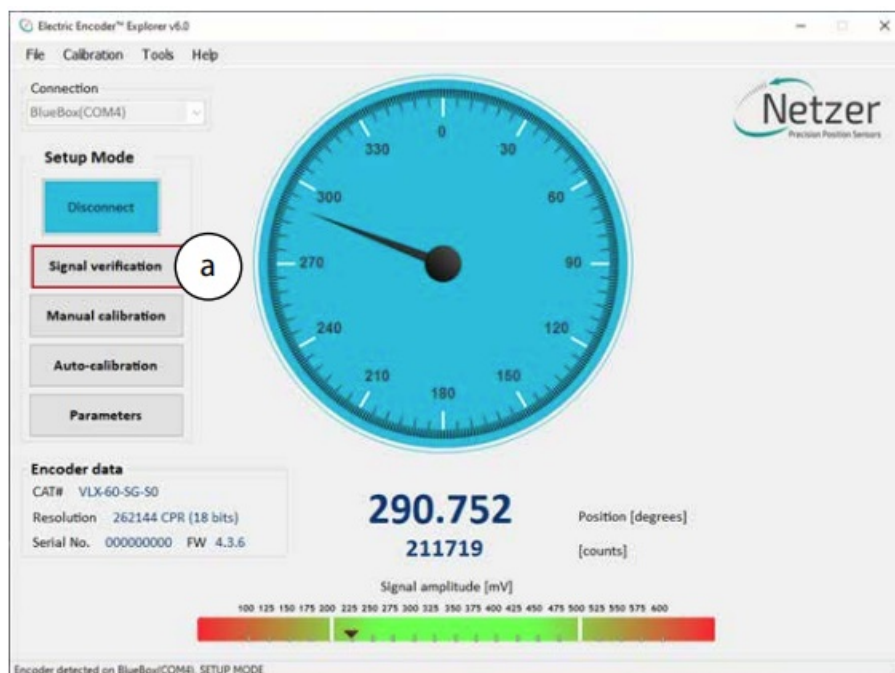 Electric Encoder™ Explorer v6.0
File Calibration Tools Help
Connection
BlueBox(COM4)
Netzer
Precision Position Sensors
Setup Mode
Disconnect
Signal verification
a
Manual calibration
Auto-calibration
Parameters
0
30
60
90
120
150
180
210
240
270
300
330
Encoder data
CAT# VLX-60-SG-S0
Resolution 262144 CPR (18 bits)
Serial No. 000000000 FW 4.3.6
290.752 Position [degrees]
211719 [counts]
Signal amplitude [mV]
100 125 150 175 200 225 250 275 300 325 350 375 400 425 450 475 500 525 550 575 600
Encoder detected on BlueBox(COM4). SETUP MODE